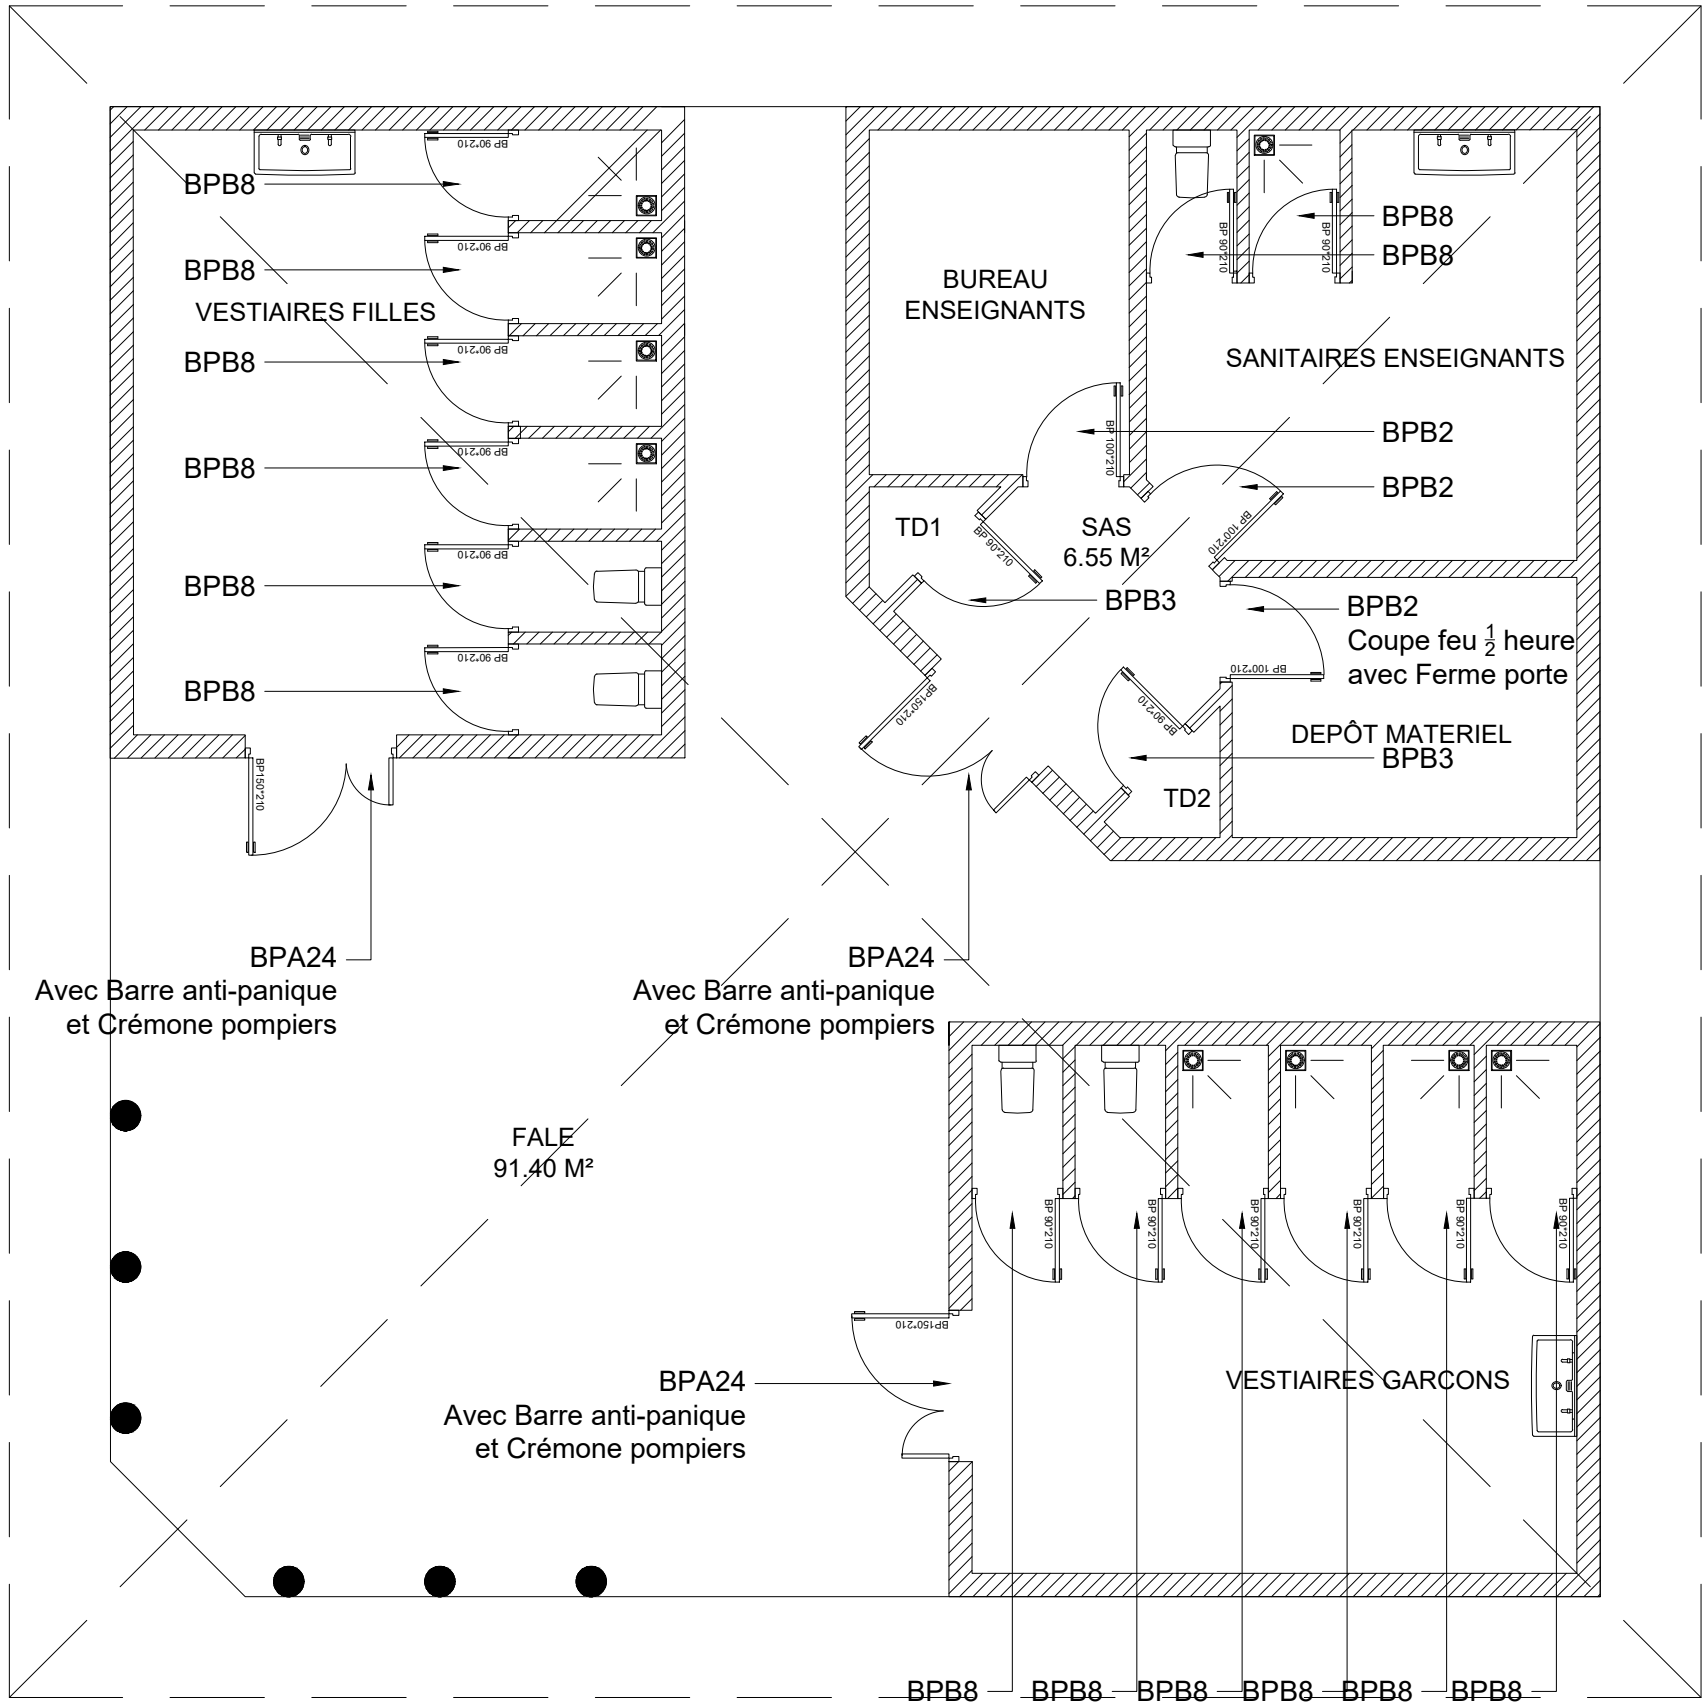 BP 90*210
BPB8
BP 90*210
BPB8
VESTIAIRES FILLES
BP 90*210
BPB8
BP 90*210
BPB8
BP 90*210
BPB8
BP 90*210
BPB8
BP150*210
BPA24
Avec Barre anti-panique
et Crémone pompiers
BUREAU
ENSEIGNANTS
BP 90*210
BP 90*210
BPB8
BPB8
SANITAIRES ENSEIGNANTS
BP 100*210
BPB2
BPB2
TD1
BP 90*210
SAS
6.55 M²
BP 100*210
BPB3
BPB2
Coupe feu ½ heure
avec Ferme porte
BP 100*210
BP150*210
BP 90*210
DEPÔT MATERIEL
BPB3
TD2
BPA24
Avec Barre anti-panique
et Crémone pompiers
FALE
91.40 M²
BP 90*210
BP 90*210
BP 90*210
BP 90*210
BP 90*210
BP 90*210
BP150*210
BPA24
Avec Barre anti-panique
et Crémone pompiers
VESTIAIRES GARCONS
BPB8
BPB8
BPB8
BPB8
BPB8
BPB8